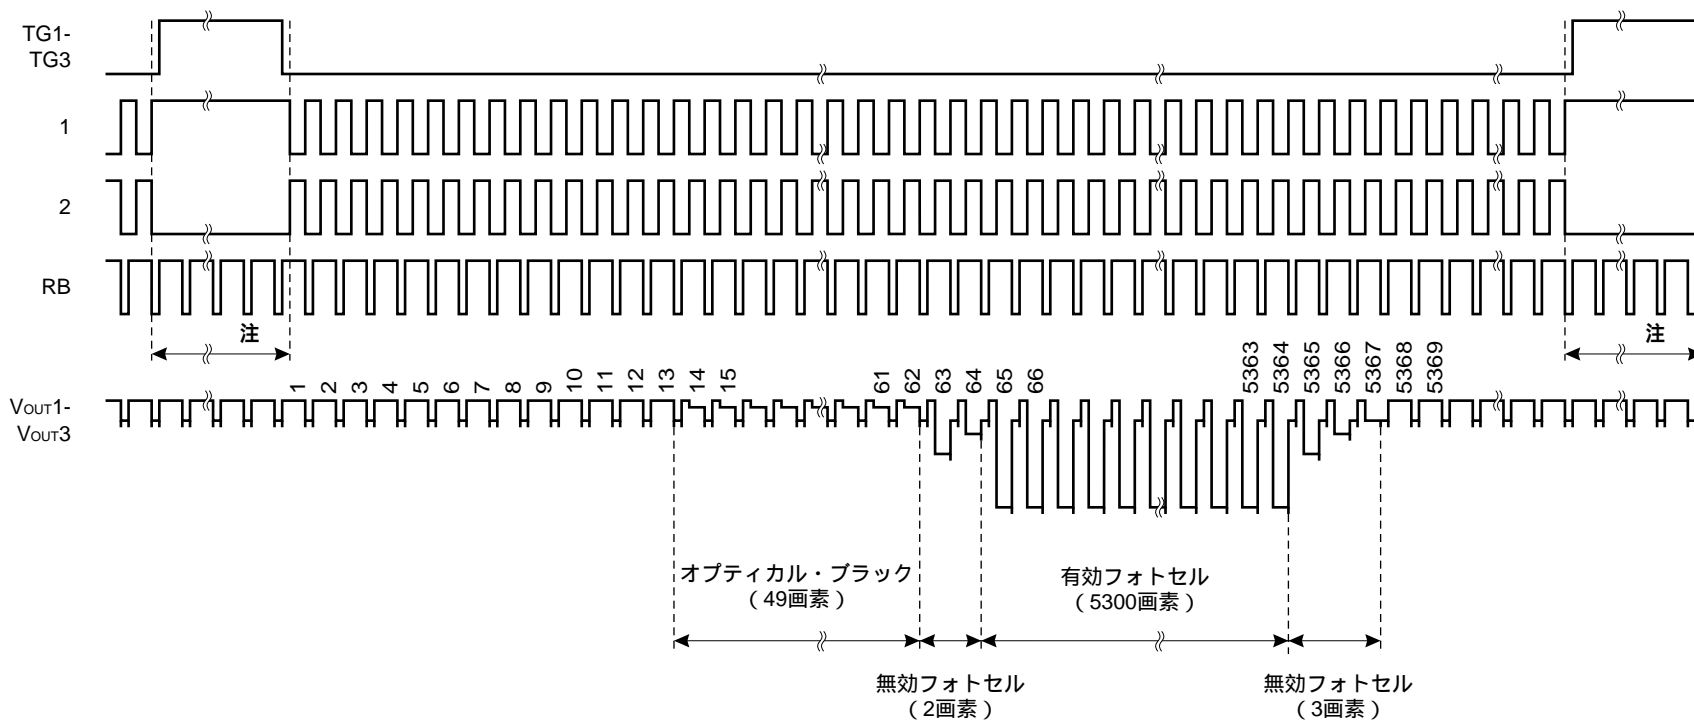 TG1-
TG3
1
2
RB
注
注
VOUT1-
VOUT3
1 2 3 4 5 6 7 8 9 10 11 12 13 14 15 61 62 63 64 65 66 5363 5364 5365 5366 5367 5368 5369
オプティカル・ブラック
（49画素）
有効フォトセル
（5300画素）
無効フォトセル
（2画素）
無効フォトセル
（3画素）